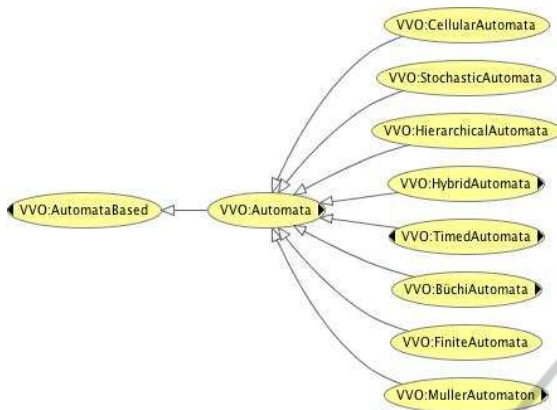 VVO:CellularAutomata
VVO:StochasticAutomata
VVO:HierarchicalAutomata
VVO:HybridAutomata
VVO:AutomataBased
VVO:Automata
VVO:TimedAutomata
VVO:BüchiAutomata
VVO:FiniteAutomata
VVO:MullerAutomaton